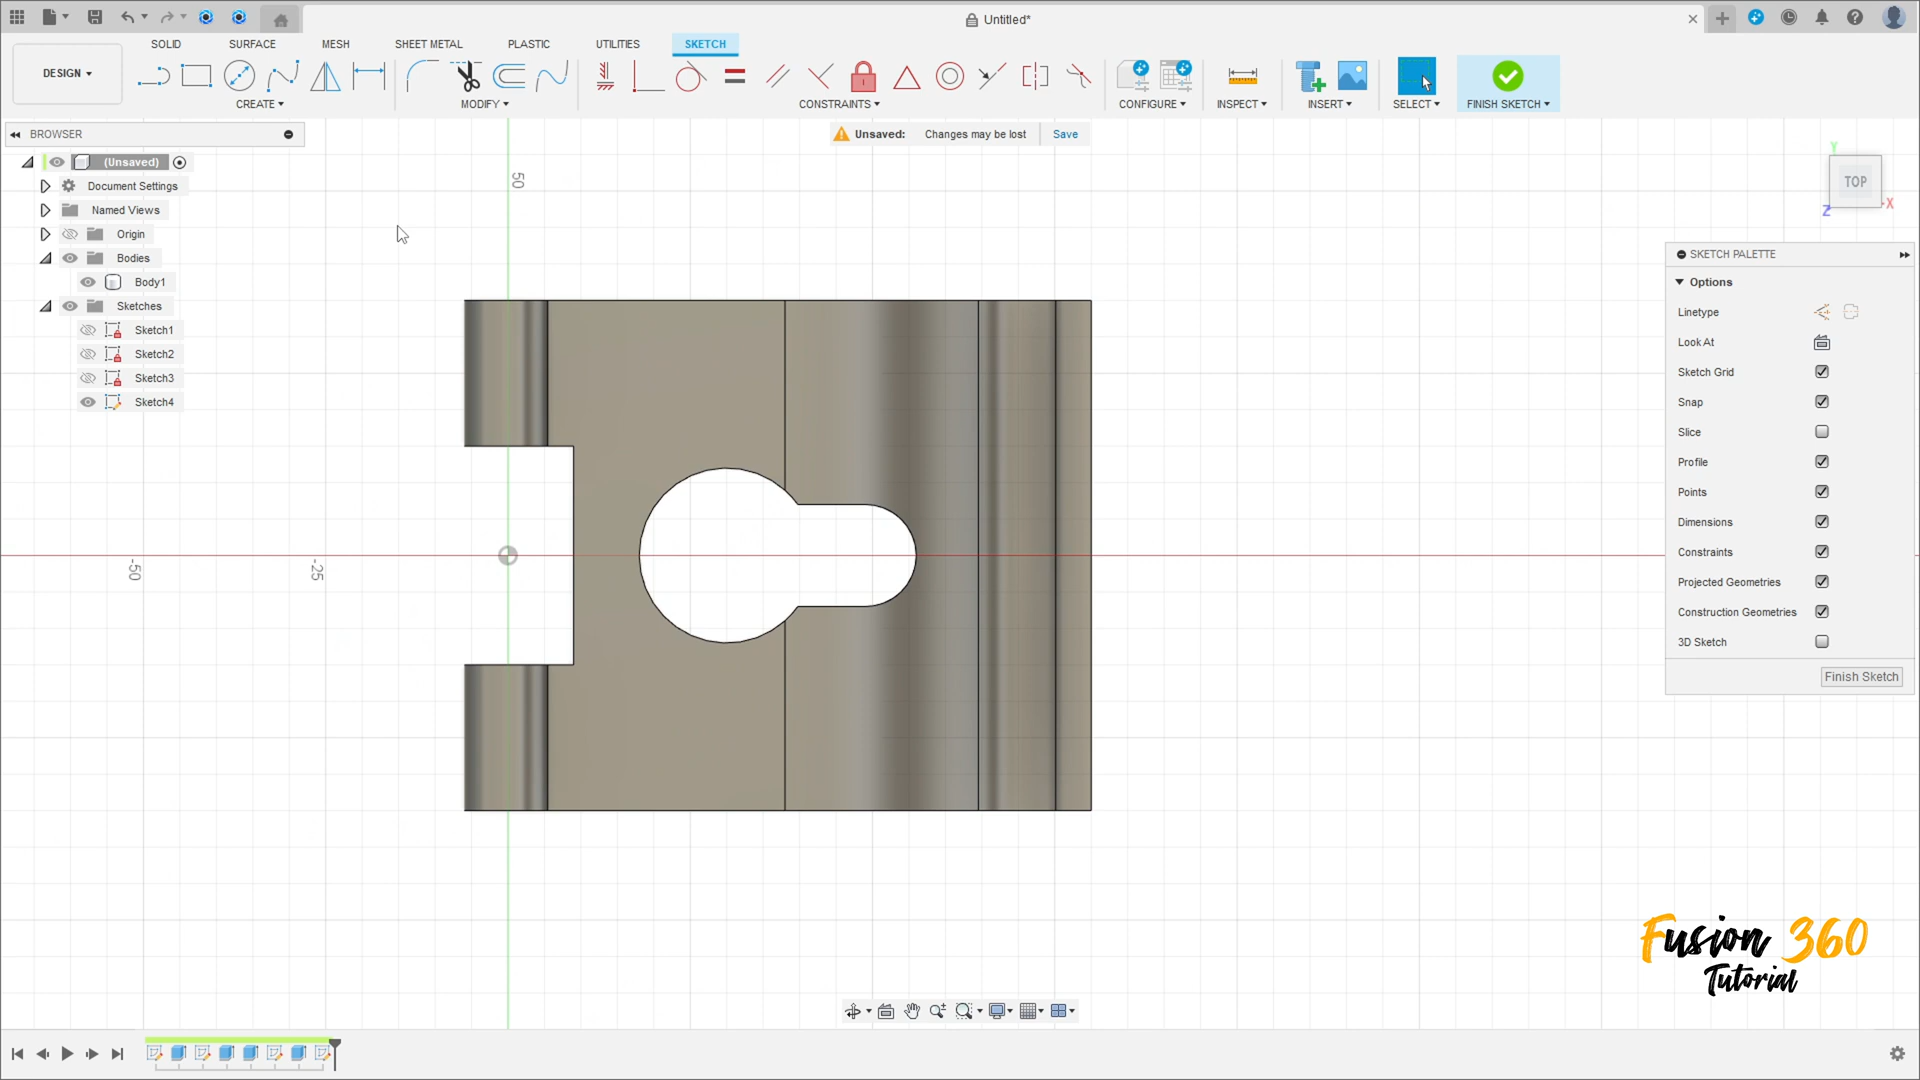 Untitled*
DESIGN
SOLID
SURFACE
MESH
SHEET METAL
PLASTIC
UTILITIES
SKETCH
CREATE
MODIFY
CONSTRAINTS
CONFIGURE
INSPECT
INSERT
SELECT
FINISH SKETCH
BROWSER
Unsaved: Changes may be lost Save
(Unsaved)
Document Settings
Named Views
Origin
Bodies
Body1
Sketches
Sketch1
Sketch2
Sketch3
Sketch4
50
-50
-25
Y
TOP
Z
X
SKETCH PALETTE
Options
Linetype
Look At
Sketch Grid
Snap
Slice
Profile
Points
Dimensions
Constraints
Projected Geometries
Construction Geometries
3D Sketch
Finish Sketch
Fusion 360
Tutorial